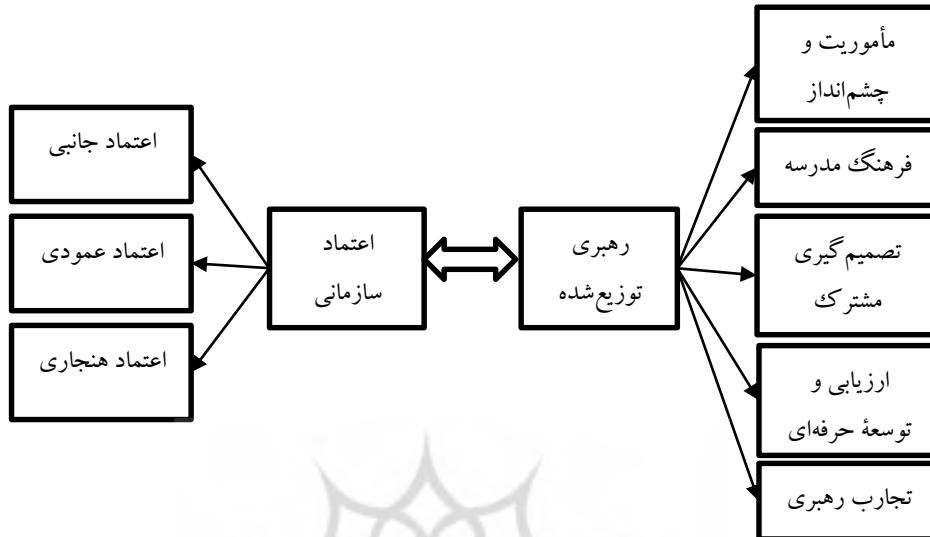 مأموریت و
چشم‌انداز
فرهنگ مدرسه
تصمیم‌گیری
مشترک
ارزیابی و
توسعهٔ حرفه‌ای
تجارب رهبری
رهبری
توزیع‌شده
اعتماد
سازمانی
اعتماد جانبی
اعتماد عمودی
اعتماد هنجاری